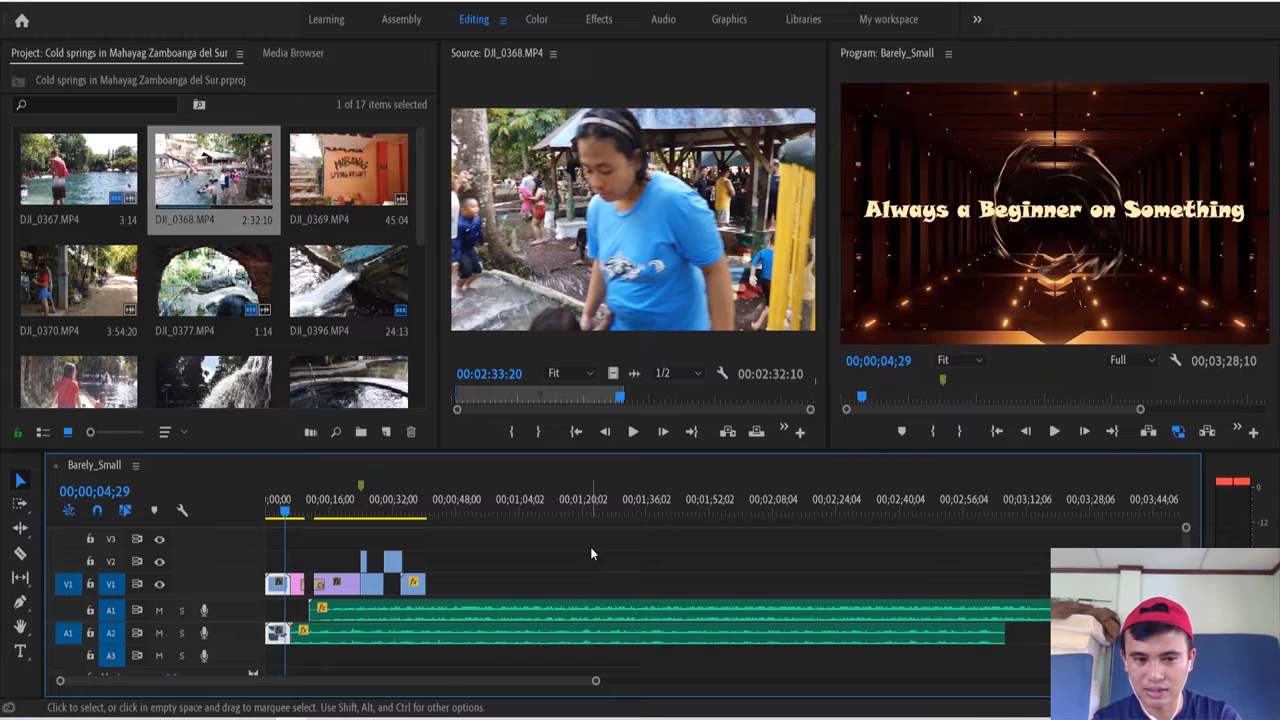 Learning Assembly Editing Color Effects Audio Graphics Libraries My workspace
Project: Cold springs in Mahayag Zamboanga del Sur Media Browser
Cold springs in Mahayag Zamboanga del Sur.prproj
1 of 17 items selected
DJI_0367.MP4 3:14
DJI_0368.MP4 2:32:10
DJI_0369.MP4 45:04
DJI_0370.MP4 3:54:20
DJI_0377.MP4 1:14
DJI_0396.MP4 24:13
Source: DJI_0368.MP4
00:02:33:20 Fit 1/2 00:02:32:10
Program: Barely_Small
Always a Beginner on Something
00;00;04;29 Fit Full 00;03;28;10
Barely_Small
00;00;04;29
;00;00 00;00;16;00 00;00;32;00 00;00;48;00 00;01;04;02 00;01;20;02 00;01;36;02 00;01;52;02 00;02;08;04 00;02;24;04 00;02;40;04 00;02;56;04 00;03;12;06 00;03;28;06 00;03;44;06
0
-12
V3
V2
V1 V1
A1 M S
A1 A2 M S
A3 M S
Click to select, or click in empty space and drag to marquee select. Use Shift, Alt, and Ctrl for other options.